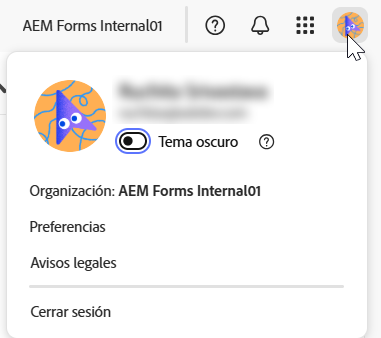 AEM Forms Internal01
Tema oscuro
Organización: AEM Forms Internal01
Preferencias
Avisos legales
Cerrar sesión